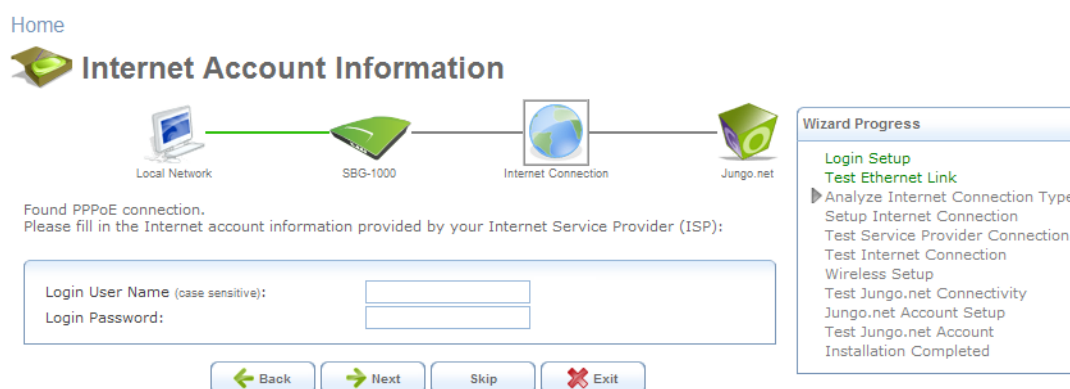 Home
Internet Account Information
Local Network
SBG-1000
Internet Connection
Jungo.net
Found PPPoE connection.
Please fill in the Internet account information provided by your Internet Service Provider (ISP):
Login User Name (case sensitive):
Login Password:
Back
Next
Skip
Exit
Wizard Progress
Login Setup
Test Ethernet Link
Analyze Internet Connection Type
Setup Internet Connection
Test Service Provider Connection
Test Internet Connection
Wireless Setup
Test Jungo.net Connectivity
Jungo.net Account Setup
Test Jungo.net Account
Installation Completed